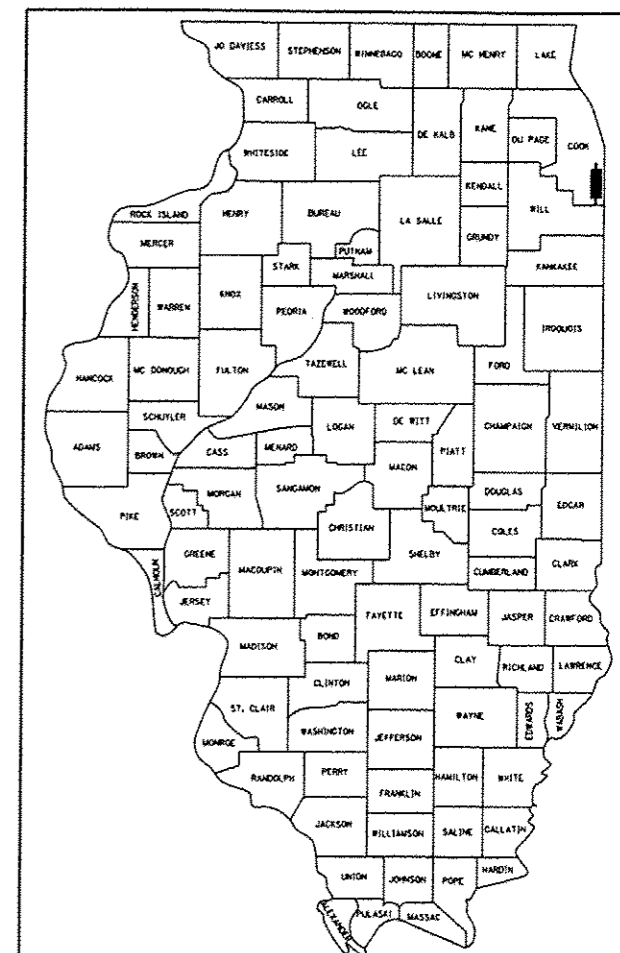 JO DAVIESS STEPHENSON WINNEBAGO BOONE MC HENRY LAKE
CARROLL OGLE DE KALB KANE DU PAGE COOK
WHITESIDE LEE KENDALL WILL
ROCK ISLAND HENRY BUREAU LA SALLE GRUNDY
MERCER PUTNAM KANKAKEE
STARK MARSHALL
HENDERSON WARREN KNOX PEORIA WOODFORD LIVINGSTON IROQUOIS
HANCOCK MC DONOUGH FULTON TAZEWELL MC LEAN FORD
SCHUYLER MASON LOGAN DE WITT CHAMPAIGN VERMILION
ADAMS BROWN CASS MENARD MACON PIATT
PIKE SCOTT MORGAN SANGAMON MOULTRIE DOUGLAS EDGAR
CHRISTIAN COLES
GREENE MACOUPIN MONTGOMERY SHELBY CUMBERLAND CLARK
CALHOUN JERSEY FAYETTE EFFINGHAM JASPER CRAWFORD
MADISON BOND CLAY RICHLAND LAWRENCE
CLINTON MARION
ST. CLAIR WASHINGTON JEFFERSON WAYNE EDWARDS WABASH
MONROE
RANDOLPH PERRY FRANKLIN HAMILTON WHITE
JACKSON WILLIAMSON SALINE GALLATIN
UNION JOHNSON POPE HARDIN
ALEXANDER PULASKI MASSAC